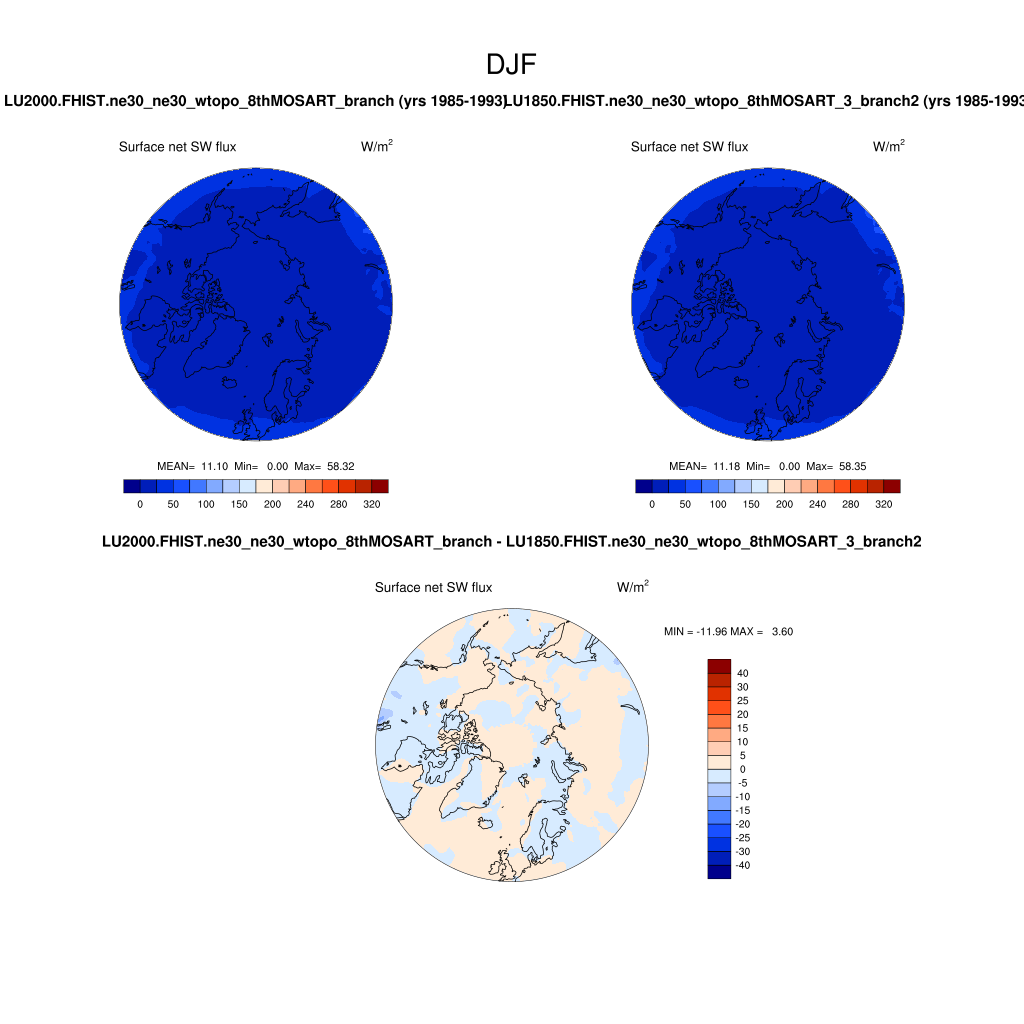 DJF
LU2000.FHIST.ne30_ne30_wtopo_8thMOSART_branch (yrs 1985-1993)
LU1850.FHIST.ne30_ne30_wtopo_8thMOSART_3_branch2 (yrs 1985-1993
Surface net SW flux W/m²
Surface net SW flux W/m²
MEAN= 11.10 Min= 0.00 Max= 58.32
MEAN= 11.18 Min= 0.00 Max= 58.35
0 50 100 150 200 240 280 320
0 50 100 150 200 240 280 320
LU2000.FHIST.ne30_ne30_wtopo_8thMOSART_branch - LU1850.FHIST.ne30_ne30_wtopo_8thMOSART_3_branch2
Surface net SW flux W/m²
MIN = -11.96 MAX = 3.60
40
30
25
20
15
10
5
0
-5
-10
-15
-20
-25
-30
-40